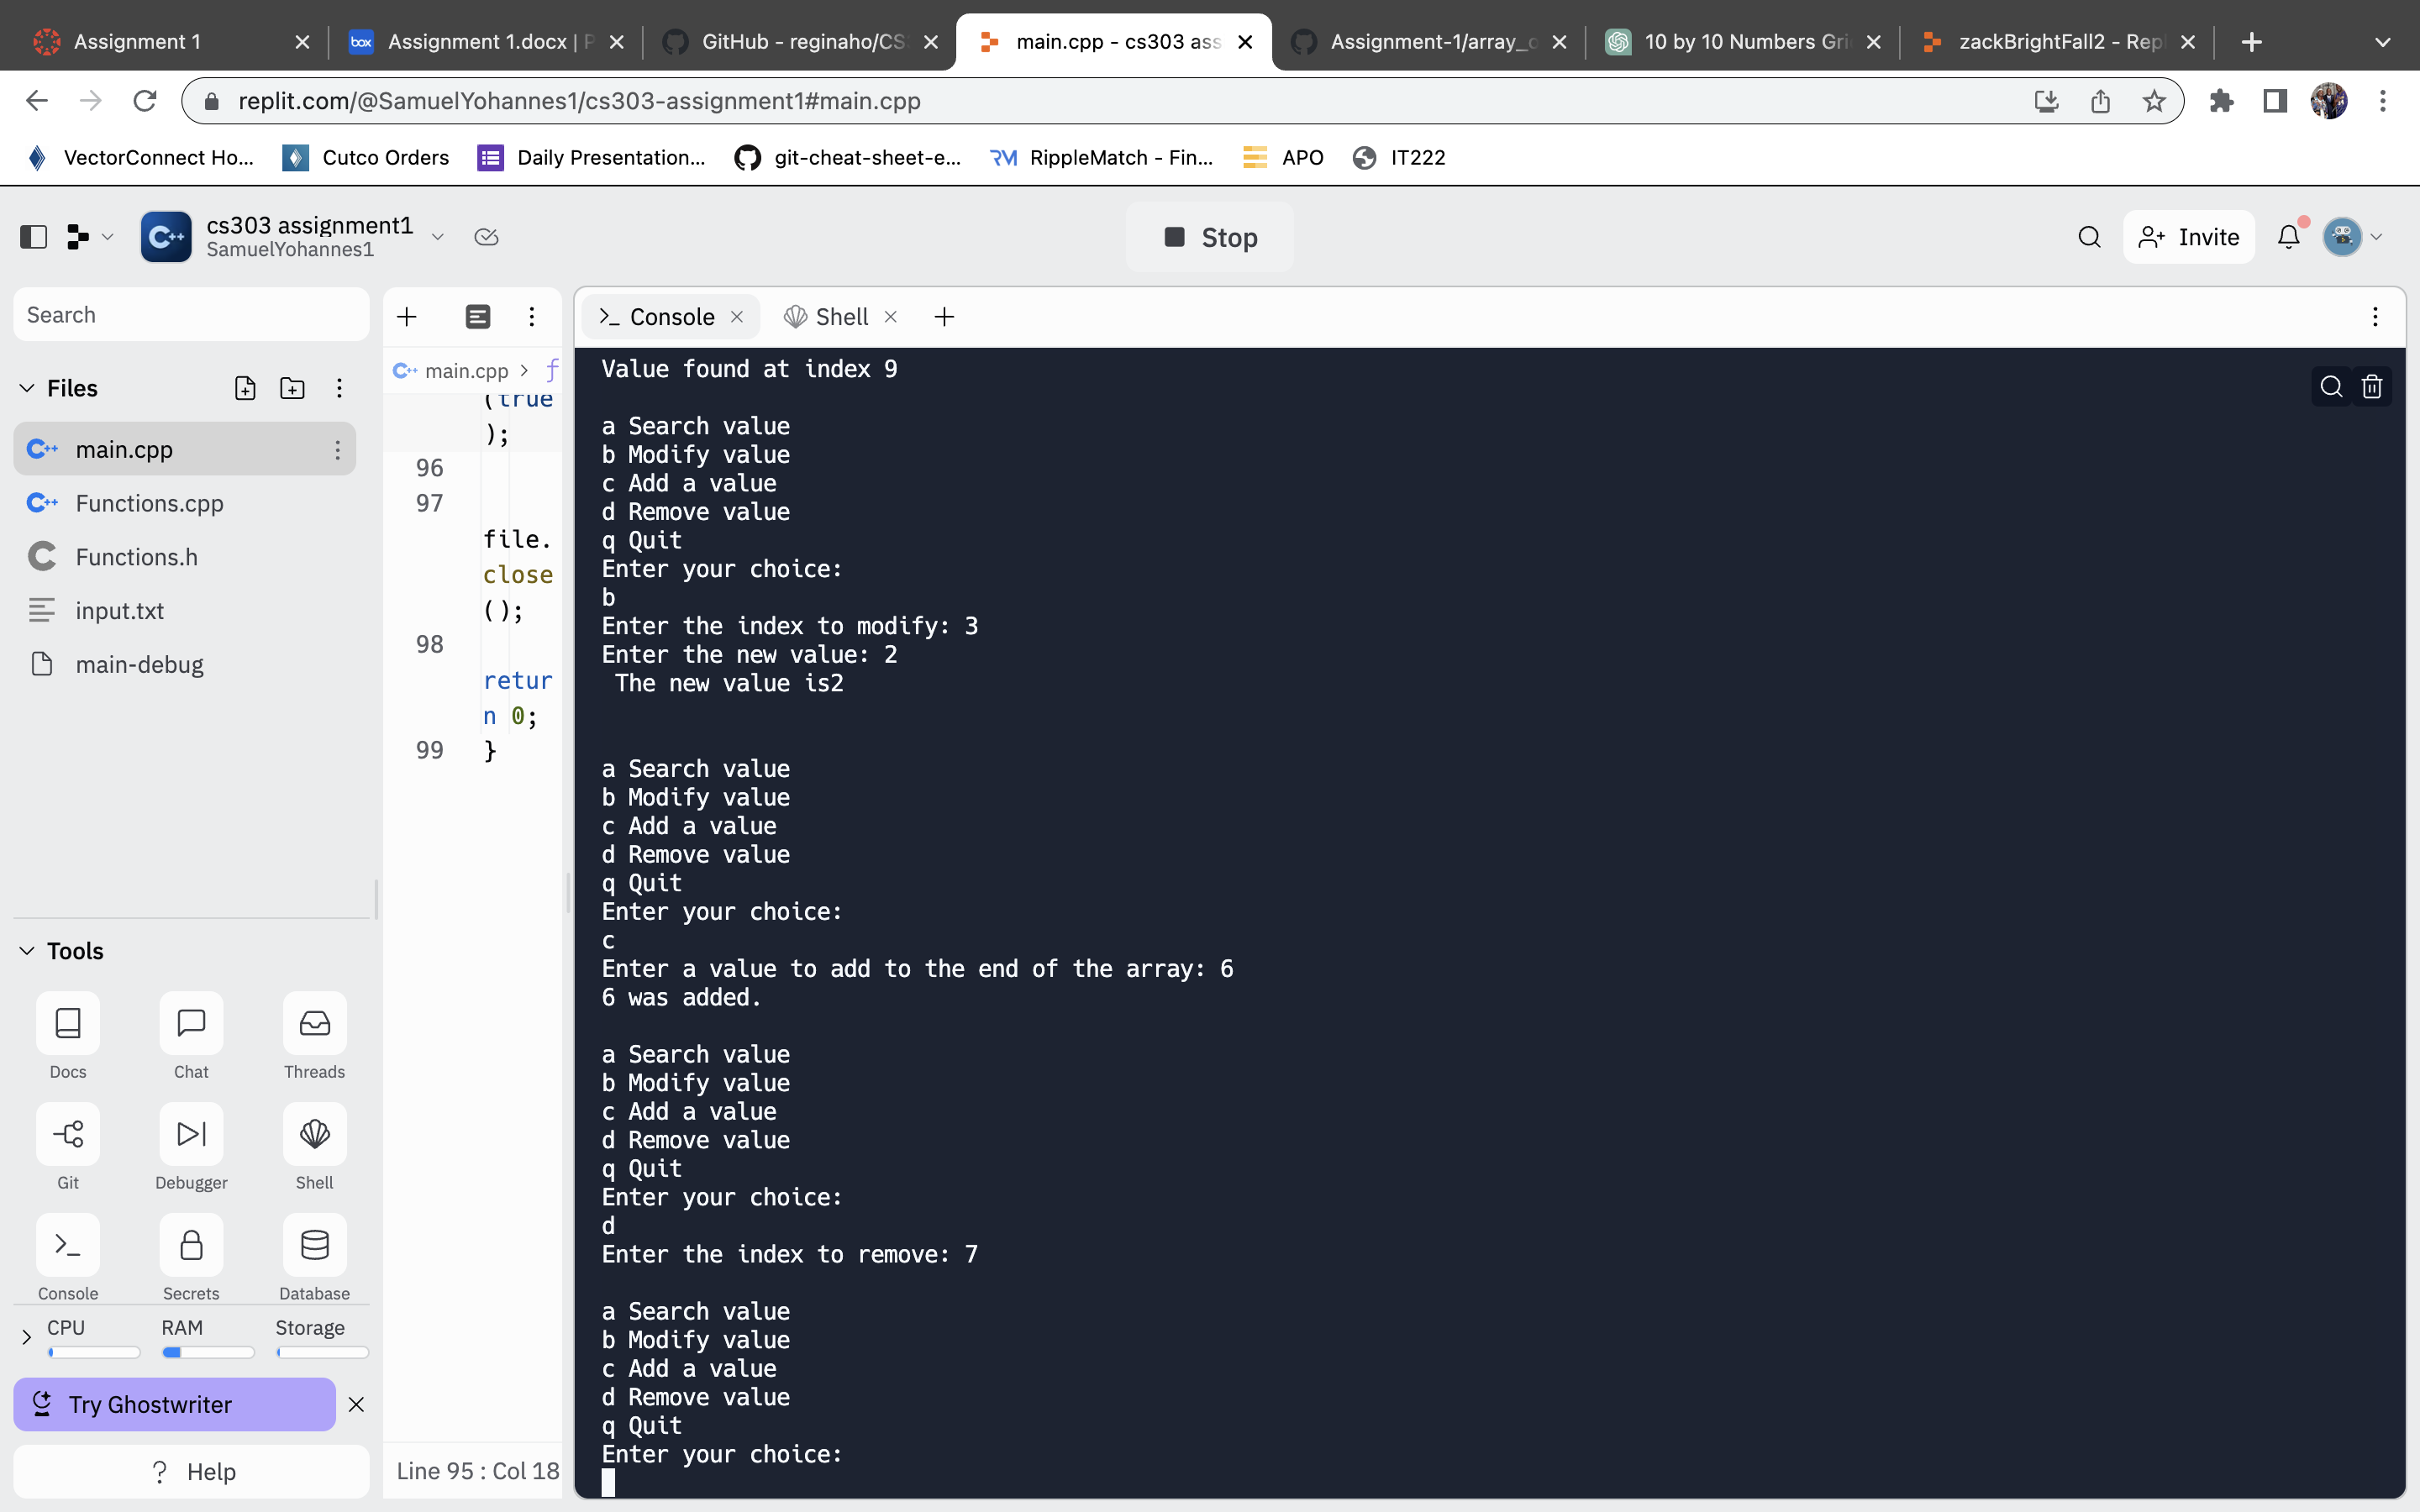 Assignment 1
box Assignment 1.docx | P
GitHub - reginaho/CS
main.cpp - cs303 ass
Assignment-1/array_o
10 by 10 Numbers Gri
zackBrightFall2 - Repl
replit.com/@SamuelYohannes1/cs303-assignment1#main.cpp
VectorConnect Ho...
Cutco Orders
Daily Presentation...
git-cheat-sheet-e...
RM RippleMatch - Fin...
APO
IT222
C++ cs303 assignment1
SamuelYohannes1
Stop
Invite
Search
Files
C++ main.cpp
C++ Functions.cpp
C Functions.h
input.txt
main-debug
Tools
Docs
Chat
Threads
Git
Debugger
Shell
Console
Secrets
Database
CPU
RAM
Storage
Try Ghostwriter
? Help
C++ main.cpp > f
(true
);
96
97
file.
close
();
98
retur
n 0;
99 }
Line 95 : Col 18
>_ Console
Shell
Value found at index 9
a Search value
b Modify value
c Add a value
d Remove value
q Quit
Enter your choice:
b
Enter the index to modify: 3
Enter the new value: 2
The new value is2
a Search value
b Modify value
c Add a value
d Remove value
q Quit
Enter your choice:
c
Enter a value to add to the end of the array: 6
6 was added.
a Search value
b Modify value
c Add a value
d Remove value
q Quit
Enter your choice:
d
Enter the index to remove: 7
a Search value
b Modify value
c Add a value
d Remove value
q Quit
Enter your choice: